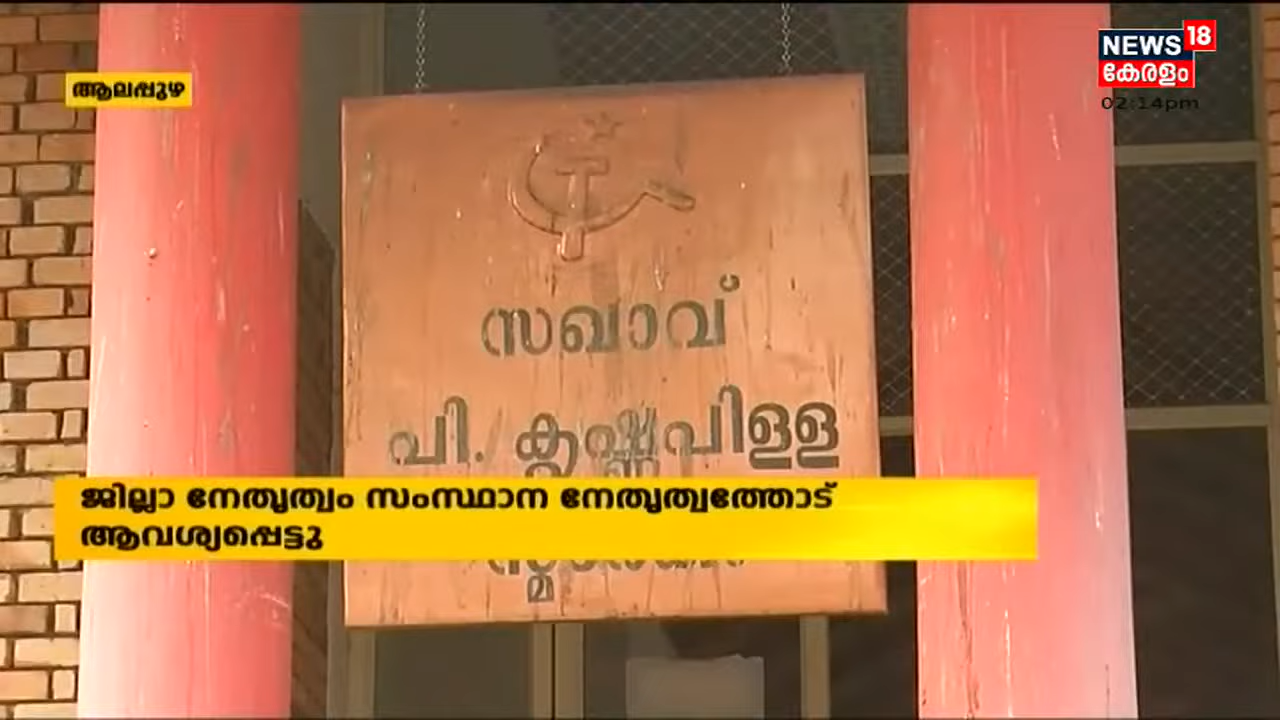 ആലപ്പുഴ
NEWS 18
കേരളം
02:14pm
സഖാവ്
പി. കൃഷ്ണപിള്ള
ജില്ലാ നേതൃത്വം സംസ്ഥാന നേതൃത്വത്തോട്
ആവശ്യപ്പെട്ടു